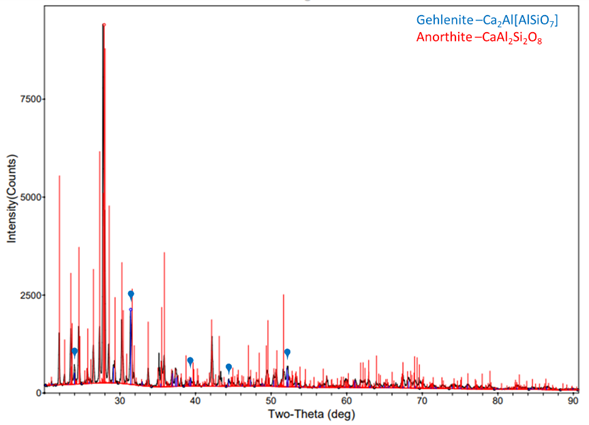 Gehlenite–Ca₂Al[AlSiO₇]
Anorthite–CaAl₂Si₂O₈
Intensity(Counts)
7500
5000
2500
0
30 40 50 60 70 80 90
Two-Theta (deg)